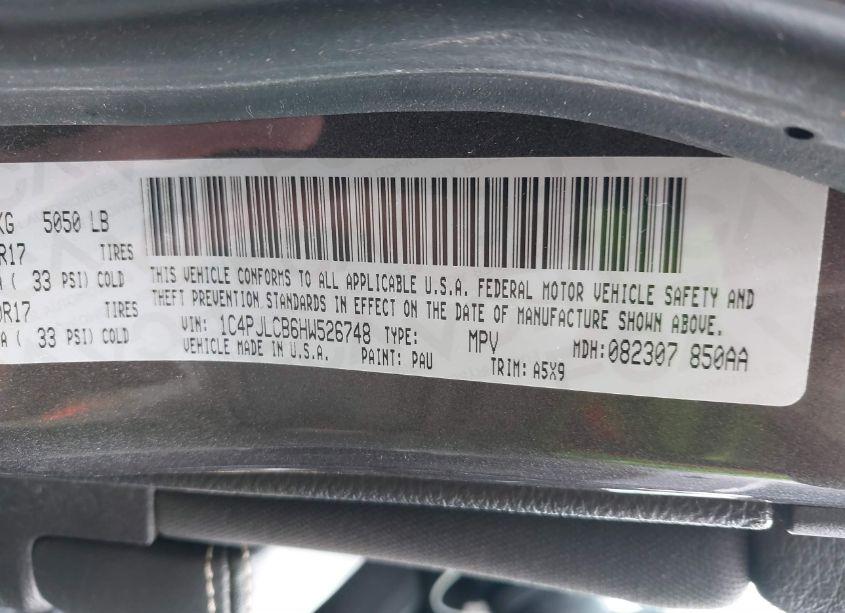 KG 5050 LB
R17 TIRES
( 33 PSI) COLD
R17 TIRES
A ( 33 PSI) COLD
THIS VEHICLE CONFORMS TO ALL APPLICABLE U.S.A. FEDERAL MOTOR VEHICLE SAFETY AND
THEFT PREVENTION STANDARDS IN EFFECT ON THE DATE OF MANUFACTURE SHOWN ABOVE.
VIN: 1C4PJLCB6HW526748 TYPE: MPV MDH: 082307 850AA
VEHICLE MADE IN U.S.A. PAINT: PAU TRIM: A5X9